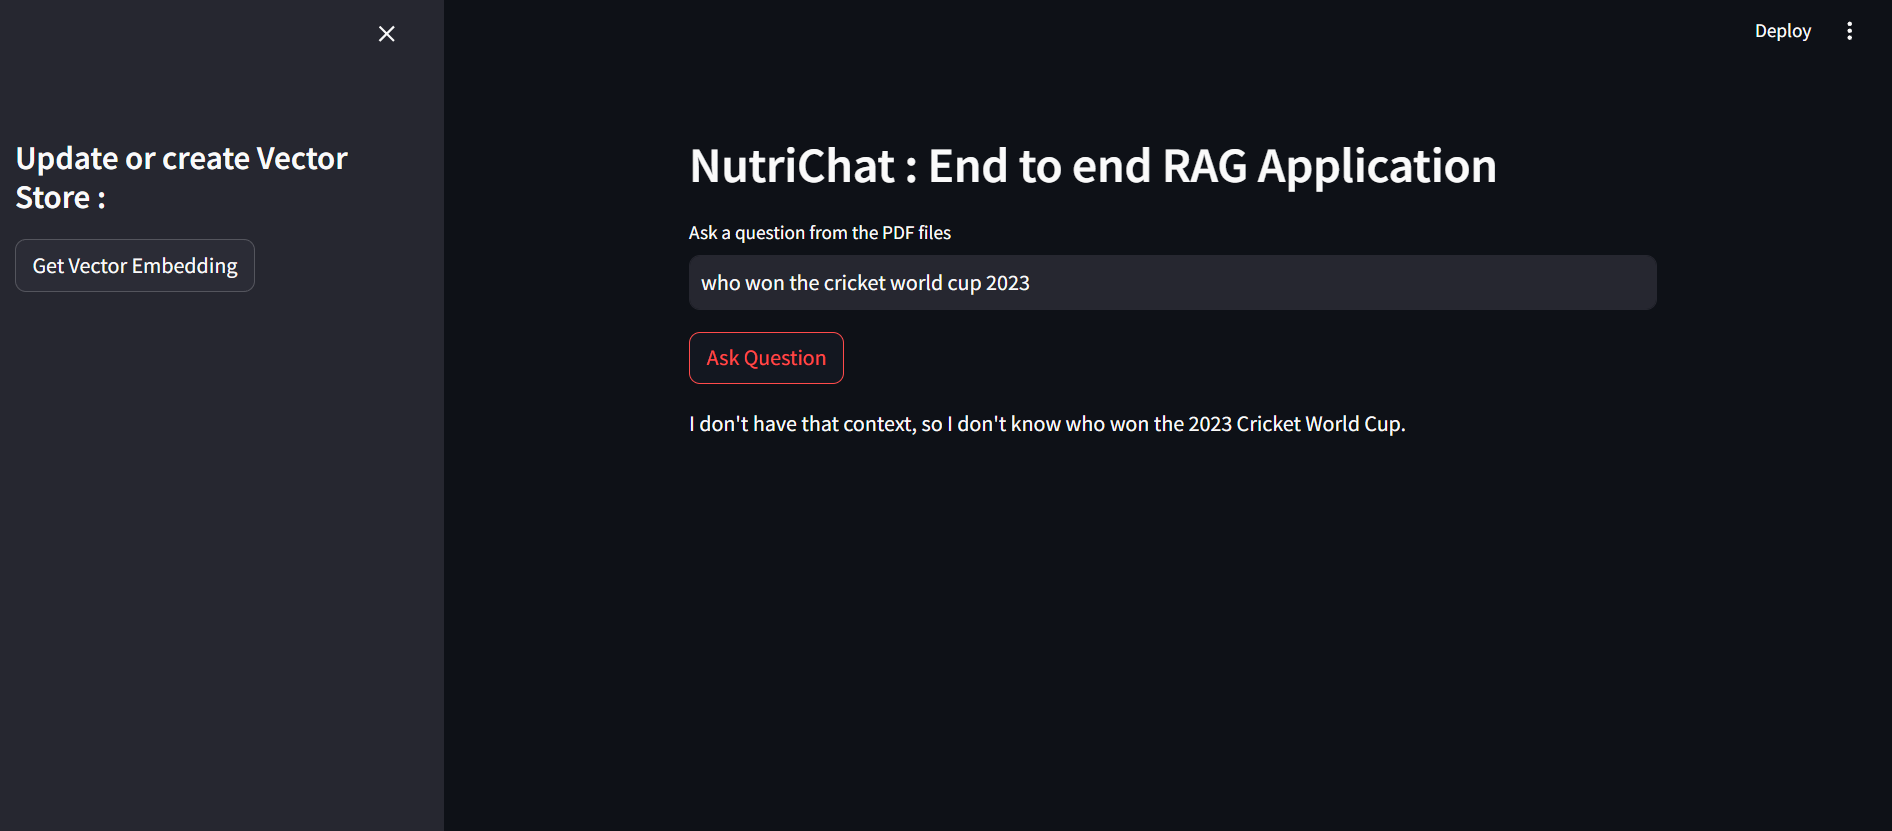 Deploy
Update or create Vector
Store :
Get Vector Embedding
NutriChat : End to end RAG Application
Ask a question from the PDF files
who won the cricket world cup 2023
Ask Question
I don't have that context, so I don't know who won the 2023 Cricket World Cup.